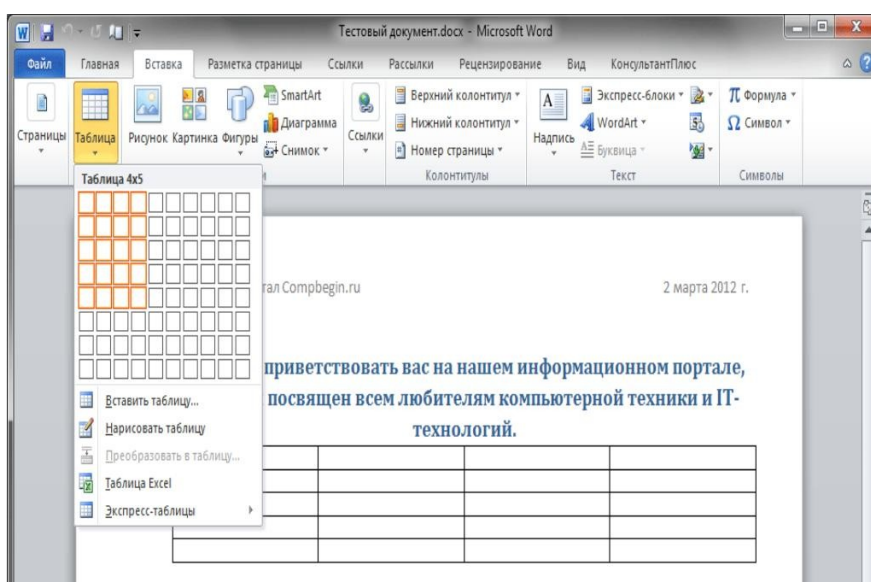 Тестовый документ.docx - Microsoft Word
Файл Главная Вставка Разметка страницы Ссылки Рассылки Рецензирование Вид КонсультантПлюс
Страницы
Таблица
Рисунок Картинка Фигуры
SmartArt
Диаграмма
Снимок
Ссылки
Верхний колонтитул
Нижний колонтитул
Номер страницы
Надпись
Экспресс-блоки
WordArt
Буквица
π Формула
Ω Символ
Колонтитулы Текст Символы
Таблица 4x5
Вставить таблицу...
Нарисовать таблицу
Преобразовать в таблицу...
Таблица Excel
Экспресс-таблицы
Compbegin.ru 2 марта 2012 г.
приветствовать вас на нашем информационном портале,
посвящен всем любителям компьютерной техники и IT-
технологий.